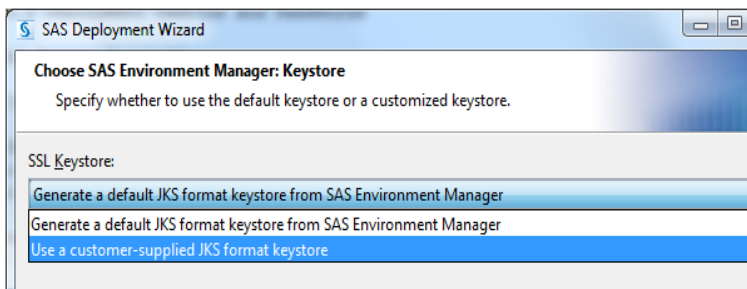 SAS Deployment Wizard
Choose SAS Environment Manager: Keystore
Specify whether to use the default keystore or a customized keystore.
SSL Keystore:
Generate a default JKS format keystore from SAS Environment Manager
Generate a default JKS format keystore from SAS Environment Manager
Use a customer-supplied JKS format keystore